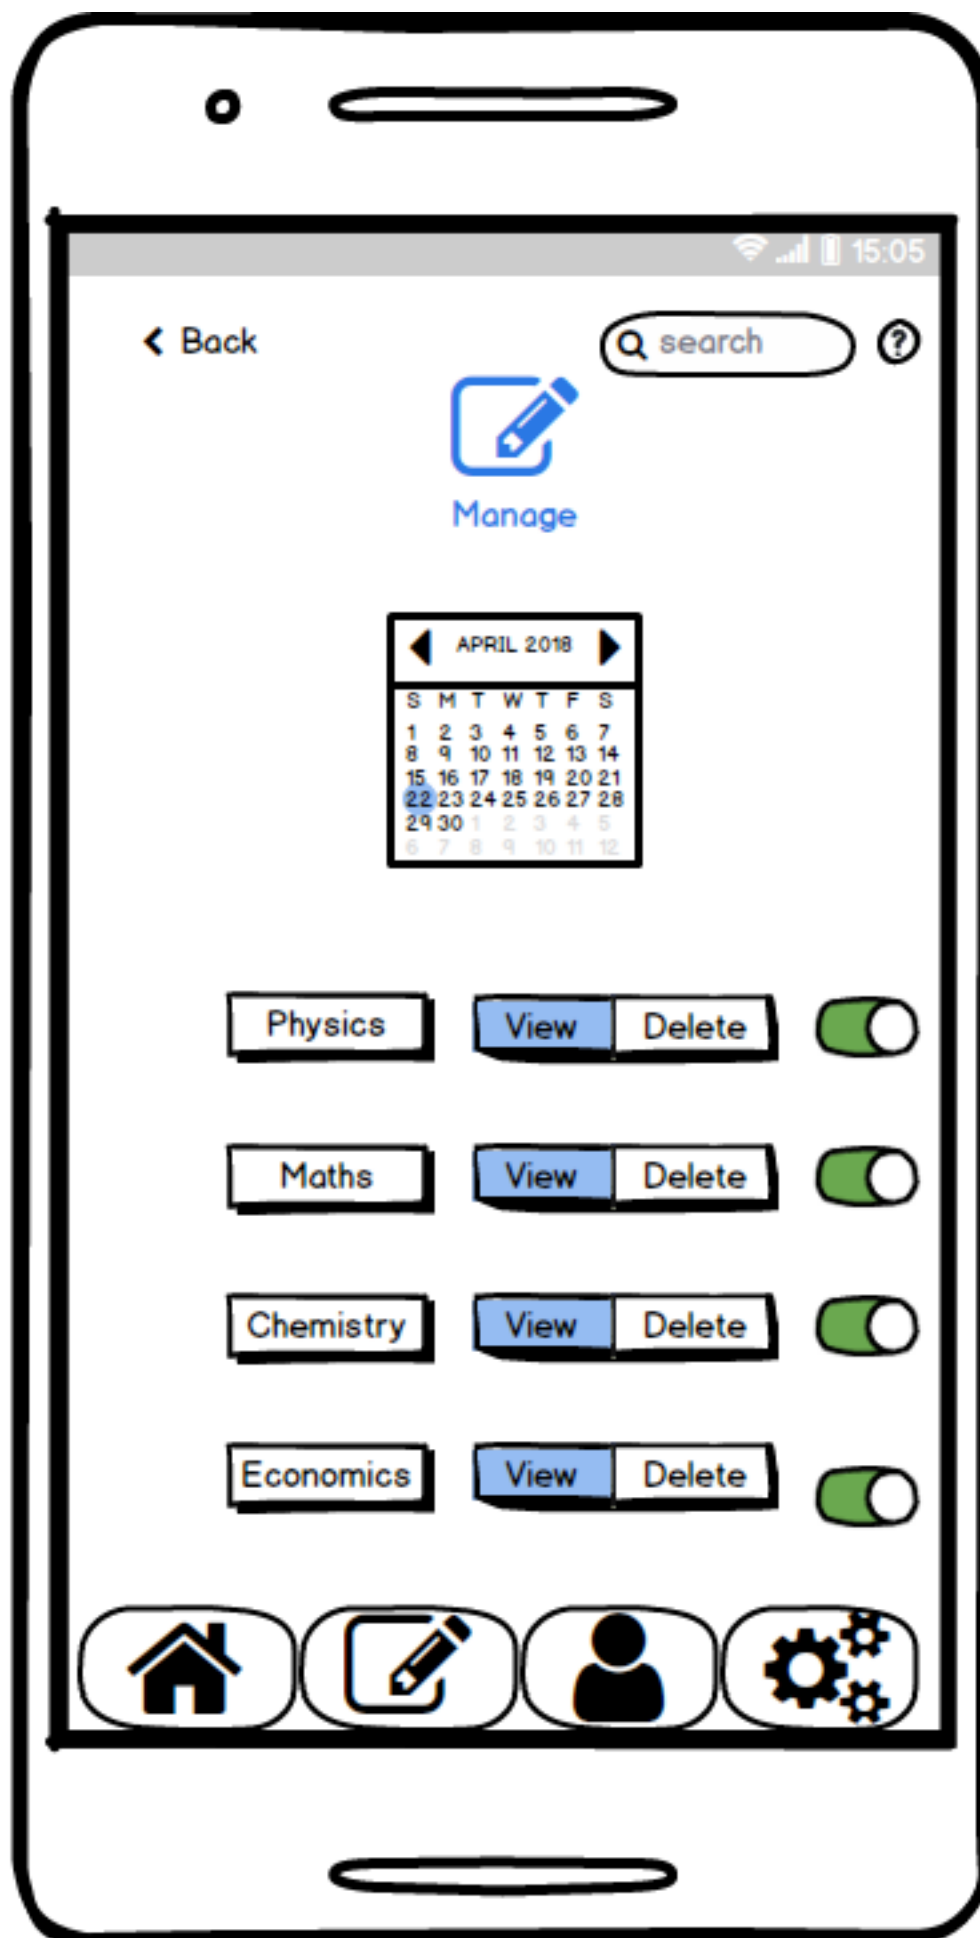 15:05
Back search ?
Manage
APRIL 2018
S M T W T F S
1 2 3 4 5 6 7
8 9 10 11 12 13 14
15 16 17 18 19 20 21
22 23 24 25 26 27 28
29 30 1 2 3 4 5
6 7 8 9 10 11 12
Physics View Delete
Maths View Delete
Chemistry View Delete
Economics View Delete